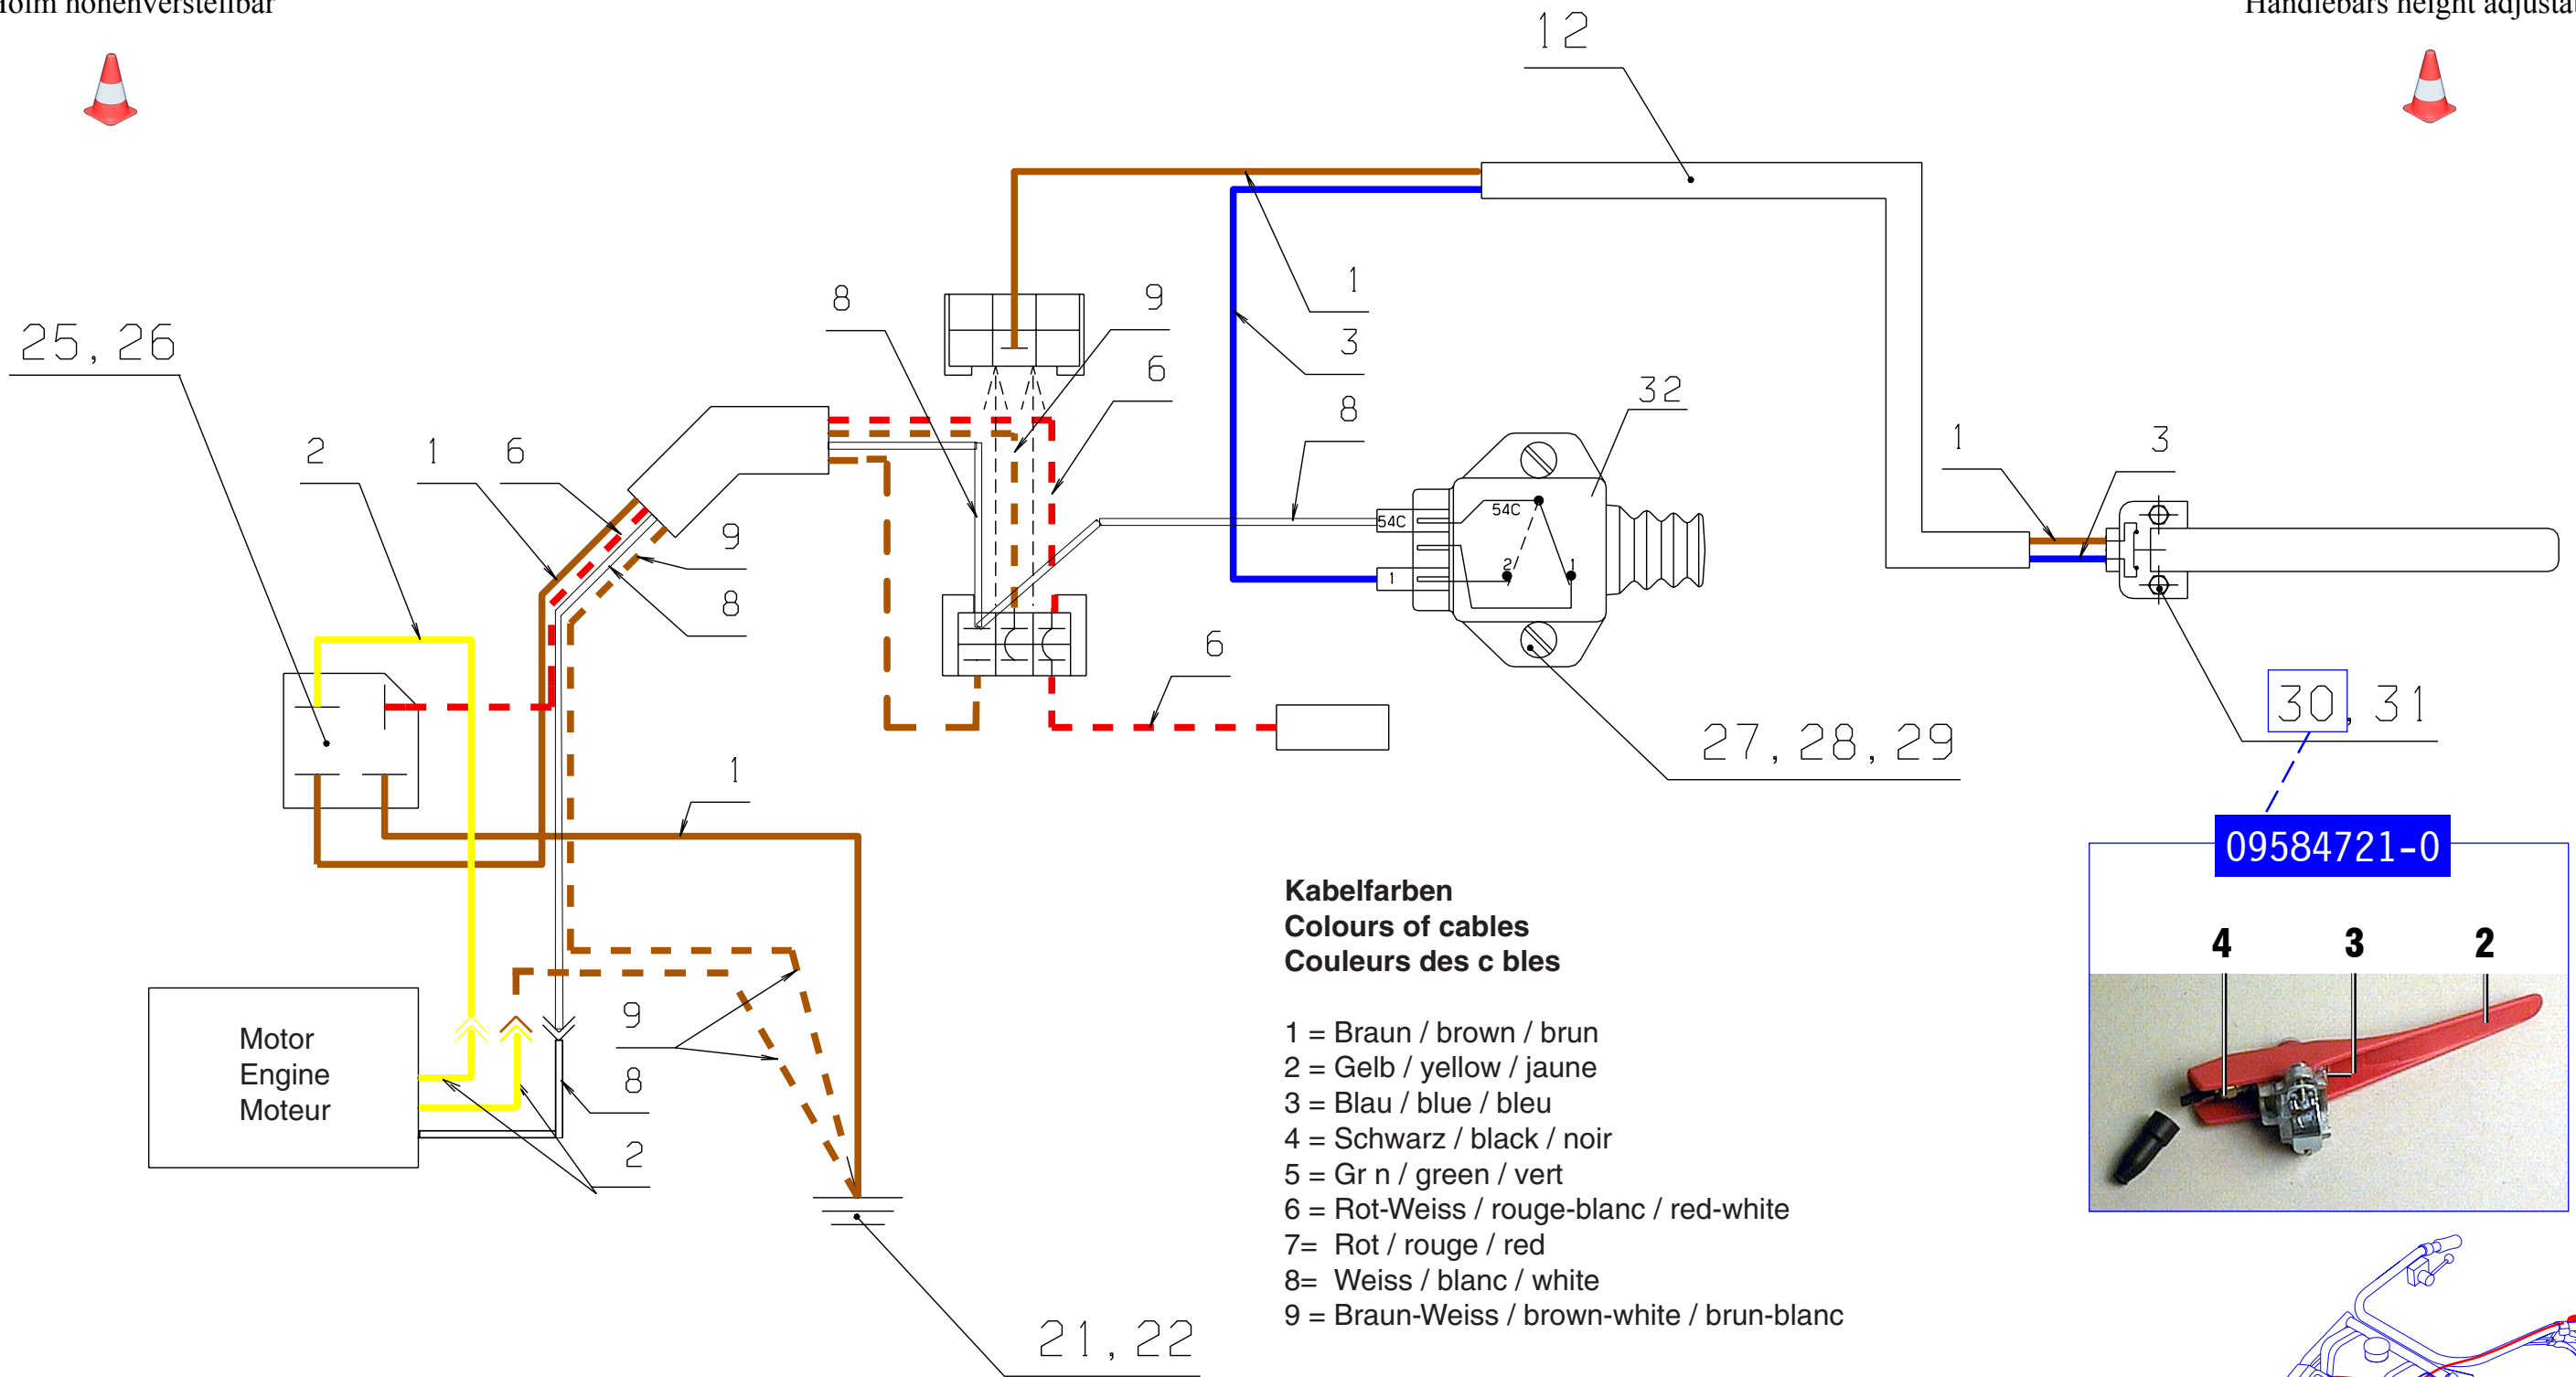 Holm höhenverstellbar
Handlebars height adjusta
12
1
3
8
9
6
8
32
25, 26
2
1
6
9
8
1
3
6
30, 31
27, 28, 29
1
54C
54C
2
1
1
09584721-0
4 3 2
Kabelfarben
Colours of cables
Couleurs des c bles
1 = Braun / brown / brun
2 = Gelb / yellow / jaune
3 = Blau / blue / bleu
4 = Schwarz / black / noir
5 = Gr n / green / vert
6 = Rot-Weiss / rouge-blanc / red-white
7= Rot / rouge / red
8= Weiss / blanc / white
9 = Braun-Weiss / brown-white / brun-blanc
Motor
Engine
Moteur
9
8
2
21, 22